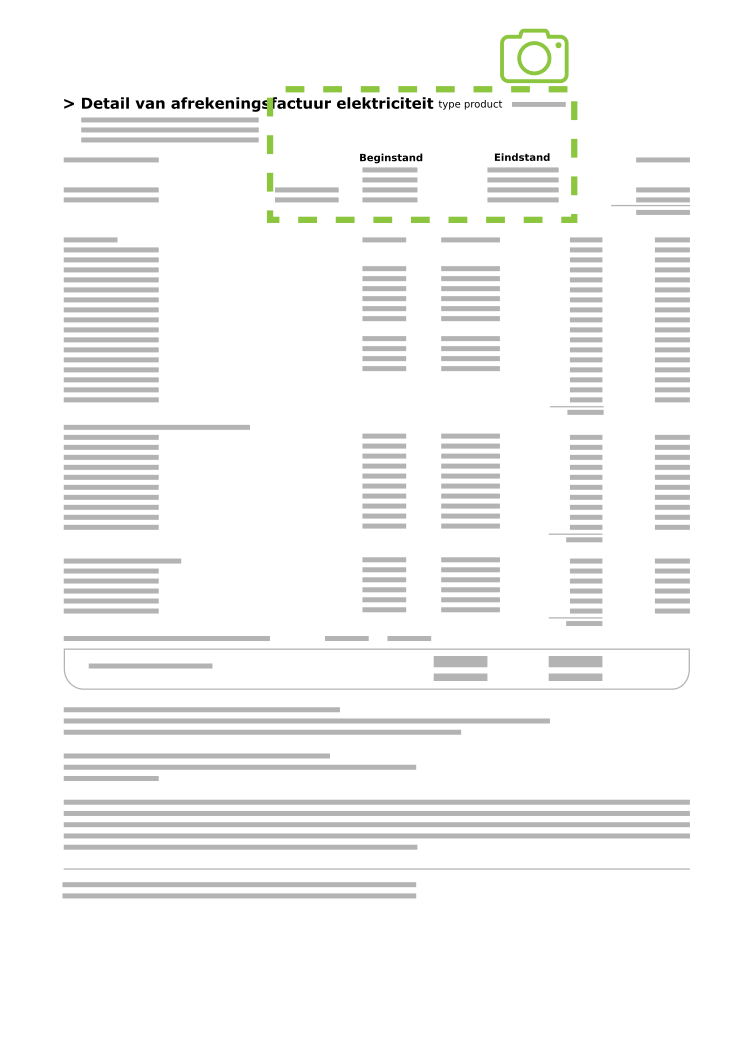 > Detail van afrekeningsfactuur elektriciteit type product
Beginstand Eindstand